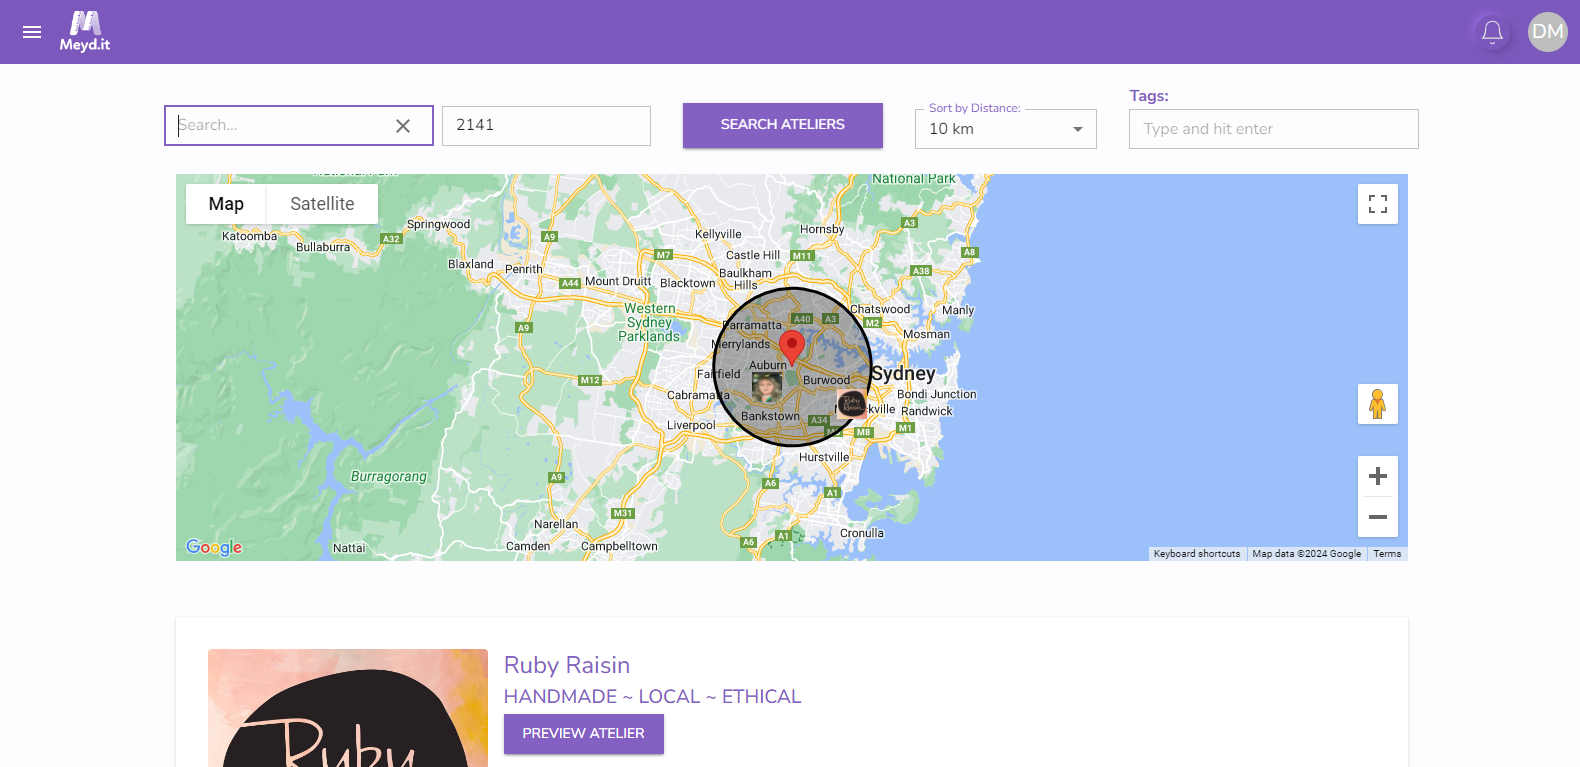 Meyd.it
DM
Search...
2141
SEARCH ATELIERS
Sort by Distance:
10 km
Tags:
Type and hit enter
Map
Satellite
National Park
Katoomba
Bullaburra
A32
Springwood
A9
Kellyville
Hornsby
A3
Blaxland
Penrith
M7
Castle Hill
M11
A8
A44
Mount Druitt
Blacktown
Baulkham
Hills
A38
Western
Sydney
Parklands
A9
Parramatta
A40
A3
Chatswood
M2
Manly
Merrylands
Mosman
Auburn
Fairfield
Burwood
Sydney
M12
Cabramatta
Bondi Junction
Randwick
Ruby
Raisin
Bankstown
A34
Liverpool
M8
M1
Hurstville
Burragorang
A9
A6
A1
M31
Narellan
Cronulla
A6
A1
Nattai
Camden
Campbelltown
Google
Keyboard shortcuts
Map data ©2024 Google
Terms
Ruby Raisin
HANDMADE ~ LOCAL ~ ETHICAL
PREVIEW ATELIER
Ruby